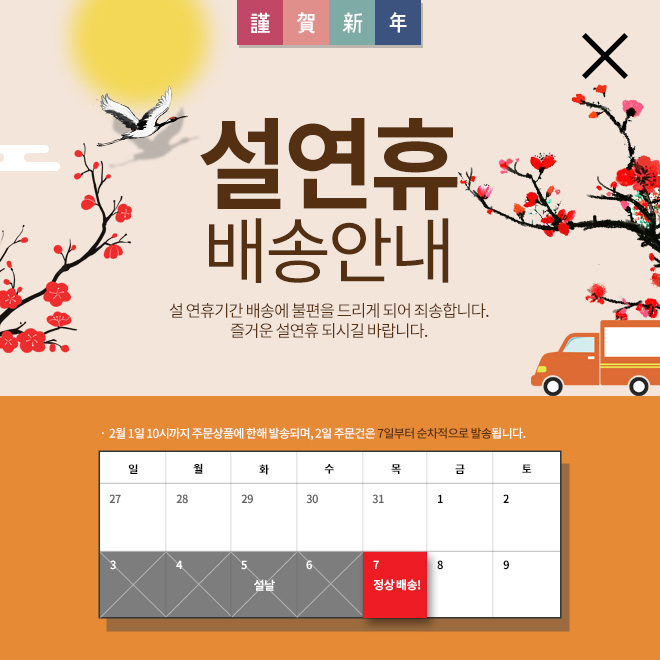 謹賀新年
설연휴
배송안내
설 연휴기간 배송에 불편을 드리게 되어 죄송합니다.
즐거운 설연휴 되시길 바랍니다.
· 2월 1일 10시까지 주문상품에 한해 발송되며, 2일 주문건은 7일부터 순차적으로 발송됩니다.
일 월 화 수 목 금 토
27 28 29 30 31 1 2
3 4 5 6 7 8 9
설날 정상 배송!